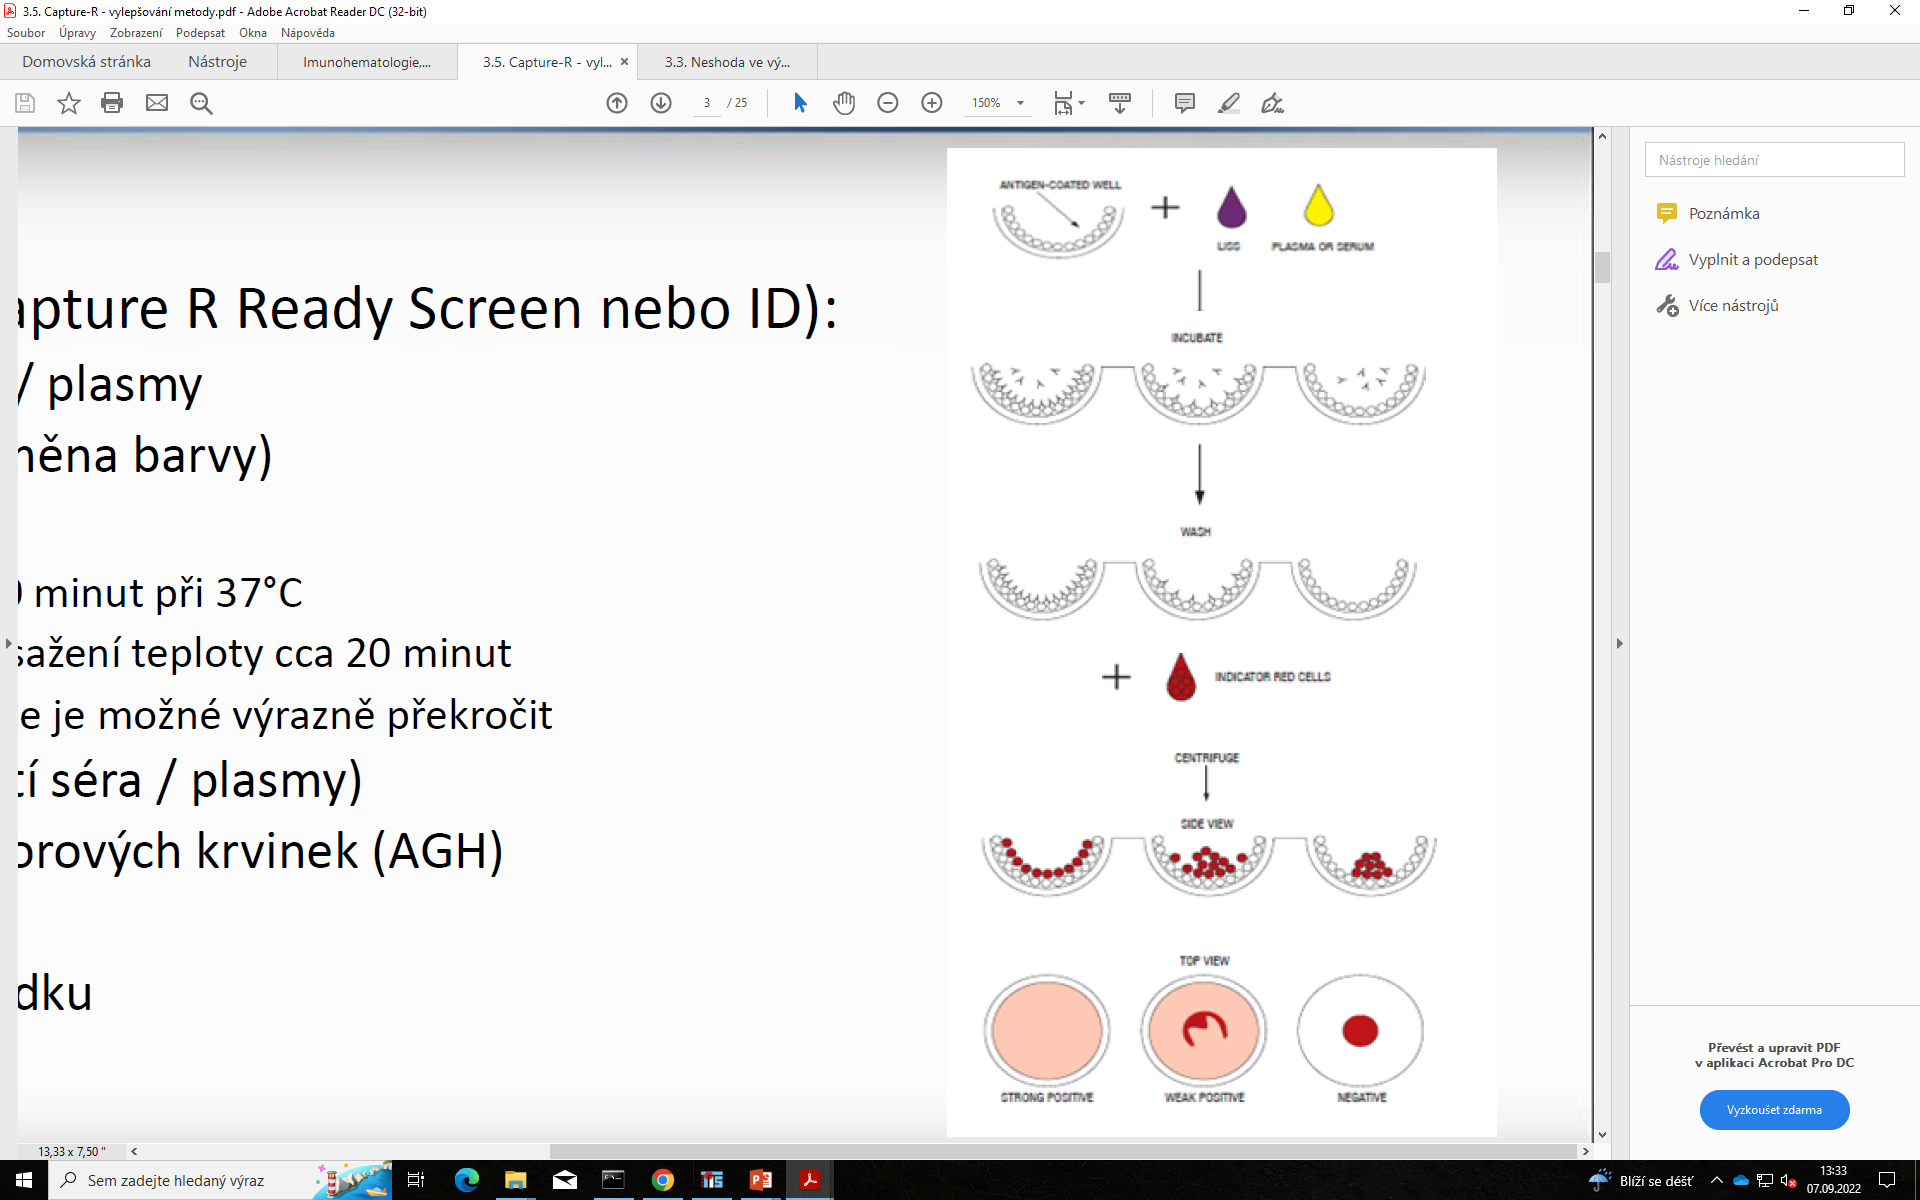 3.5. Capture-R - vylepšování metody.pdf - Adobe Acrobat Reader DC (32-bit)
Soubor Úpravy Zobrazení Podepsat Okna Nápověda
Domovská stránka Nástroje Imunohematologie,... 3.5. Capture-R - vyl... × 3.3. Neshoda ve vý...
3 / 25 150%
apture R Ready Screen nebo ID):
/ plasmy
něna barvy)
0 minut při 37°C
sažení teploty cca 20 minut
e je možné výrazně překročit
tí séra / plasmy)
orových krvinek (AGH)
dku
ANTIGEN-COATED WELL
+
LISS PLASMA OR SERUM
INCUBATE
WASH
+ INDICATOR RED CELLS
CENTRIFUGE
SIDE VIEW
TOP VIEW
STRONG POSITIVE WEAK POSITIVE NEGATIVE
Nástroje hledání
Poznámka
Vyplnit a podepsat
Více nástrojů
Převést a upravit PDF
v aplikaci Acrobat Pro DC
Vyzkoušet zdarma
13,33 x 7,50 "
Sem zadejte hledaný výraz
Blíží se déšť
13:33
07.09.2022